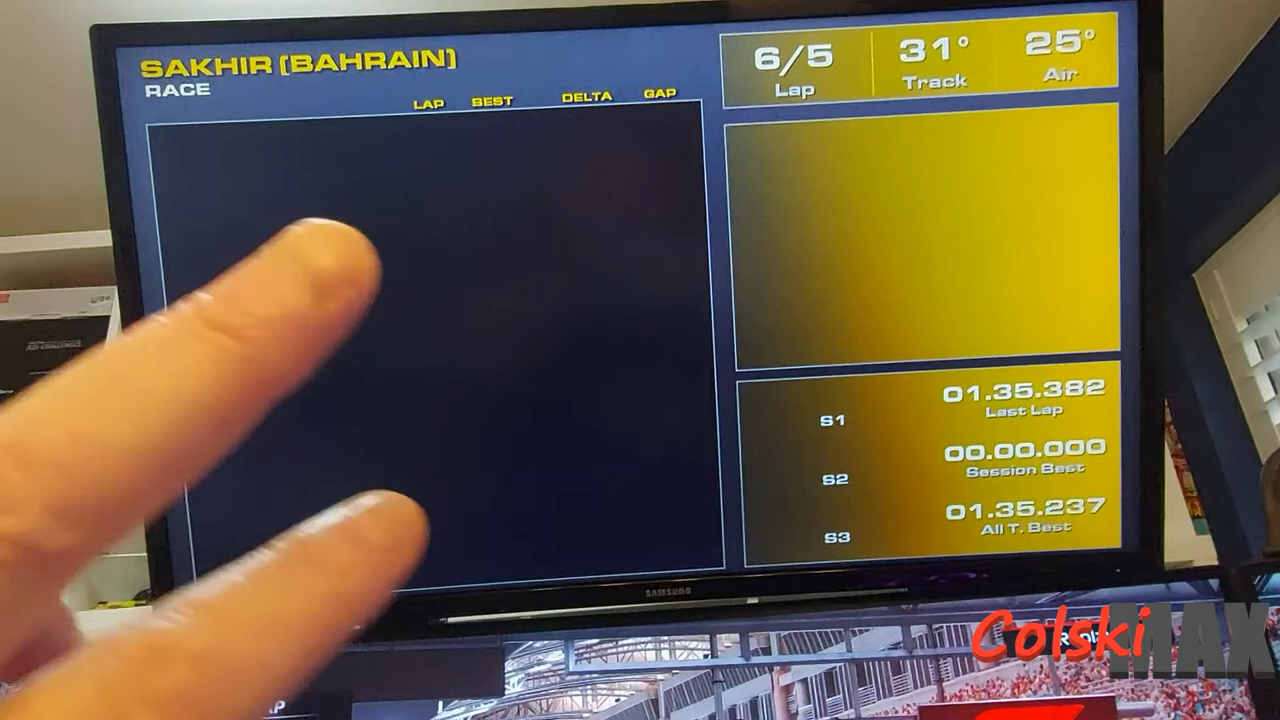 SAKHIR (BAHRAIN)
RACE
LAP BEST DELTA GAP
6/5 31° 25°
Lap Track Air
01.35.382
Last Lap
S1
00.00.000
Session Best
S2
01.35.237
All T. Best
S3
SAMSUNG
ColskiMAX